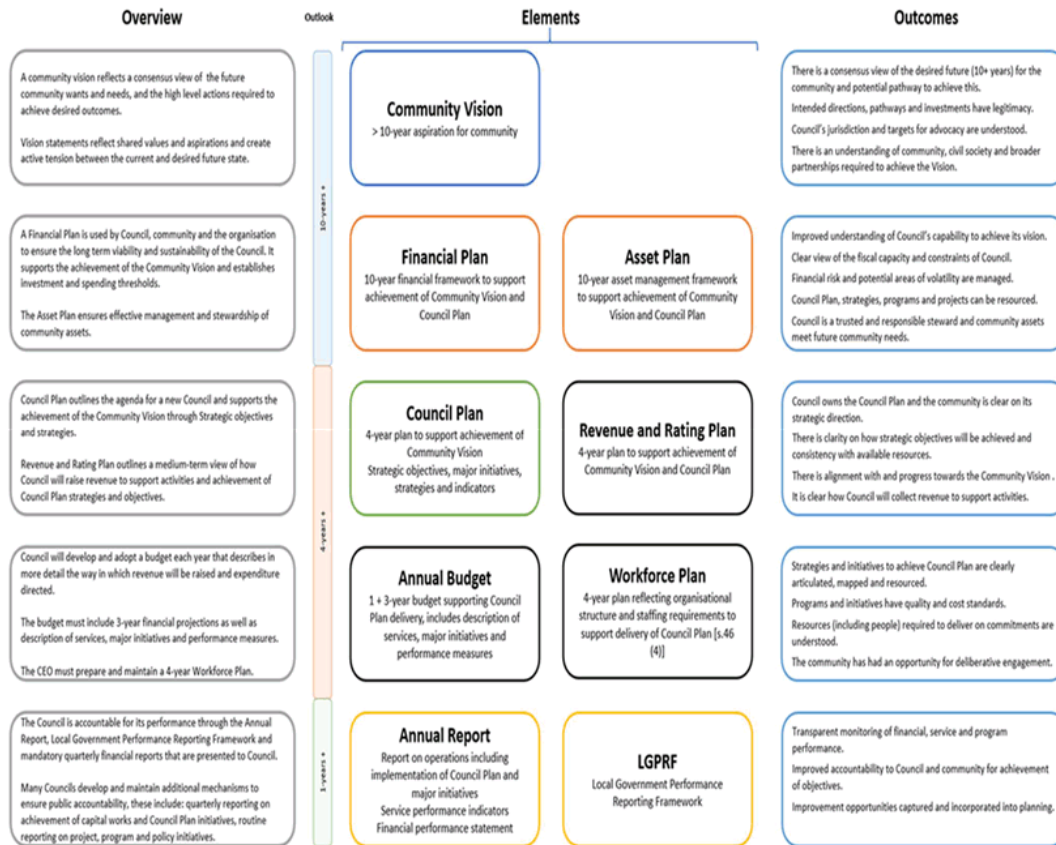 Overview
Outlook
Elements
Outcomes
A community vision reflects a consensus view of the future
community wants and needs, and the high level actions required to
achieve desired outcomes.
Vision statements reflect shared values and aspirations and create
active tension between the current and desired future state.
10-years +
Community Vision
> 10-year aspiration for community
There is a consensus view of the desired future (10+ years) for the
community and potential pathway to achieve this.
Intended directions, pathways and investments have legitimacy.
Council's jurisdiction and targets for advocacy are understood.
There is an understanding of community, civil society and broader
partnerships required to achieve the Vision.
A Financial Plan is used by Council, community and the organisation
to ensure the long term viability and sustainability of the Council. It
supports the achievement of the Community Vision and establishes
investment and spending thresholds.
The Asset Plan ensures effective management and stewardship of
community assets.
Financial Plan
10-year financial framework to support
achievement of Community Vision and
Council Plan
Asset Plan
10-year asset management framework
to support achievement of Community
Vision and Council Plan
Improved understanding of Council's capability to achieve its vision.
Clear view of the fiscal capacity and constraints of Council.
Financial risk and potential areas of volatility are managed.
Council Plan, strategies, programs and projects can be resourced.
Council is a trusted and responsible steward and community assets
meet future community needs.
Council Plan outlines the agenda for a new Council and supports the
achievement of the Community Vision through Strategic objectives
and strategies.
Revenue and Rating Plan outlines a medium-term view of how
Council will raise revenue to support activities and achievement of
Council Plan strategies and objectives.
4-years +
Council Plan
4-year plan to support achievement of
Community Vision
Strategic objectives, major initiatives,
strategies and indicators
Revenue and Rating Plan
4-year plan to support achievement of
Community Vision and Council Plan
Council owns the Council Plan and the community is clear on its
strategic direction.
There is clarity on how strategic objectives will be achieved and
consistency with available resources.
There is alignment with and progress towards the Community Vision .
It is clear how Council will collect revenue to support activities.
Council will develop and adopt a budget each year that describes in
more detail the way in which revenue will be raised and expenditure
directed.
The budget must include 3-year financial projections as well as
description of services, major initiatives and performance measures.
The CEO must prepare and maintain a 4-year Workforce Plan.
Annual Budget
1 + 3-year budget supporting Council
Plan delivery, includes description of
services, major initiatives and
performance measures
Workforce Plan
4-year plan reflecting organisational
structure and staffing requirements to
support delivery of Council Plan [s.46
(4)]
Strategies and initiatives to achieve Council Plan are clearly
articulated, mapped and resourced.
Programs and initiatives have quality and cost standards.
Resources (including people) required to deliver on commitments are
understood.
The community has had an opportunity for deliberative engagement.
The Council is accountable for its performance through the Annual
Report, Local Government Performance Reporting Framework and
mandatory quarterly financial reports that are presented to Council.
Many Councils develop and maintain additional mechanisms to
ensure public accountability, these include: quarterly reporting on
achievement of capital works and Council Plan initiatives, routine
reporting on project, program and policy initiatives.
1-years +
Annual Report
Report on operations including
implementation of Council Plan and
major initiatives
Service performance indicators
Financial performance statement
LGPRF
Local Government Performance
Reporting Framework
Transparent monitoring of financial, service and program
performance.
Improved accountability to Council and community for achievement
of objectives.
Improvement opportunities captured and incorporated into planning.